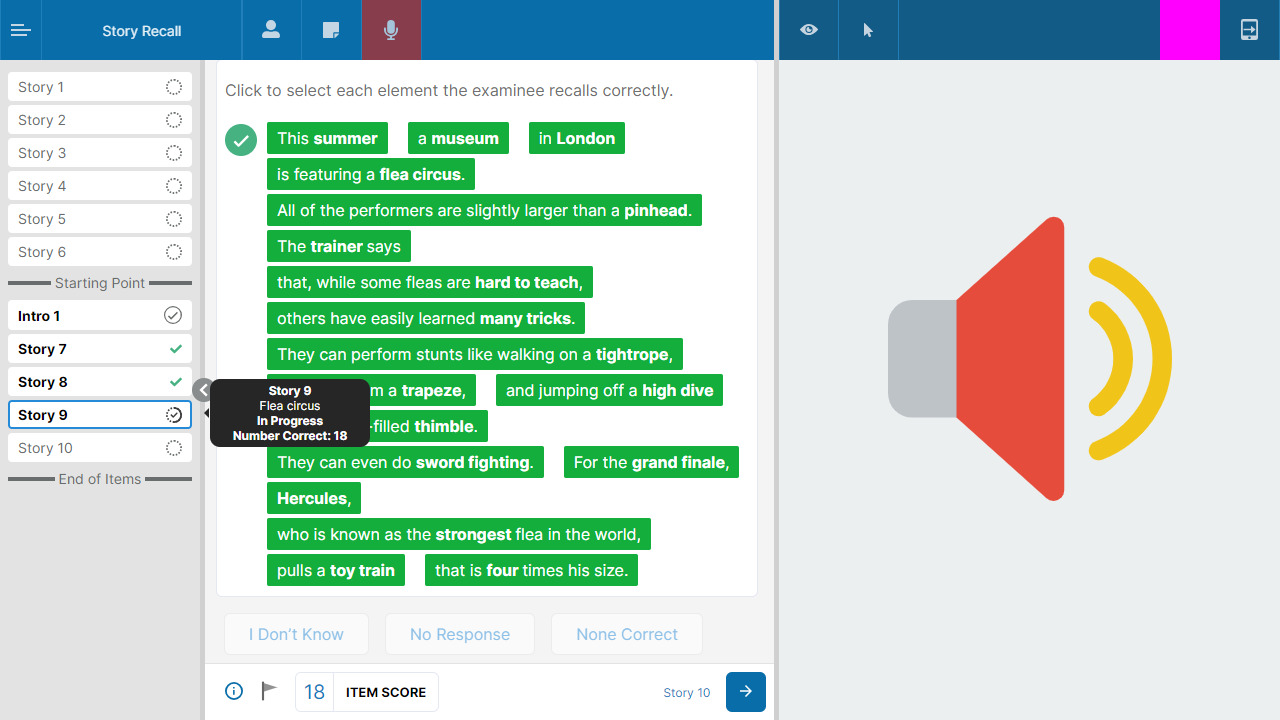 Story Recall
Story 1
Story 2
Story 3
Story 4
Story 5
Story 6
Starting Point
Intro 1
Story 7
Story 8
Story 9
Story 10
End of Items
Story 9
Flea circus
In Progress
Number Correct: 18
Click to select each element the examinee recalls correctly.
This summer a museum in London
is featuring a flea circus.
All of the performers are slightly larger than a pinhead.
The trainer says
that, while some fleas are hard to teach,
others have easily learned many tricks.
They can perform stunts like walking on a tightrope,
a trapeze, and jumping off a high dive
-filled thimble.
They can even do sword fighting. For the grand finale,
Hercules,
who is known as the strongest flea in the world,
pulls a toy train that is four times his size.
I Don’t Know No Response None Correct
18 ITEM SCORE Story 10